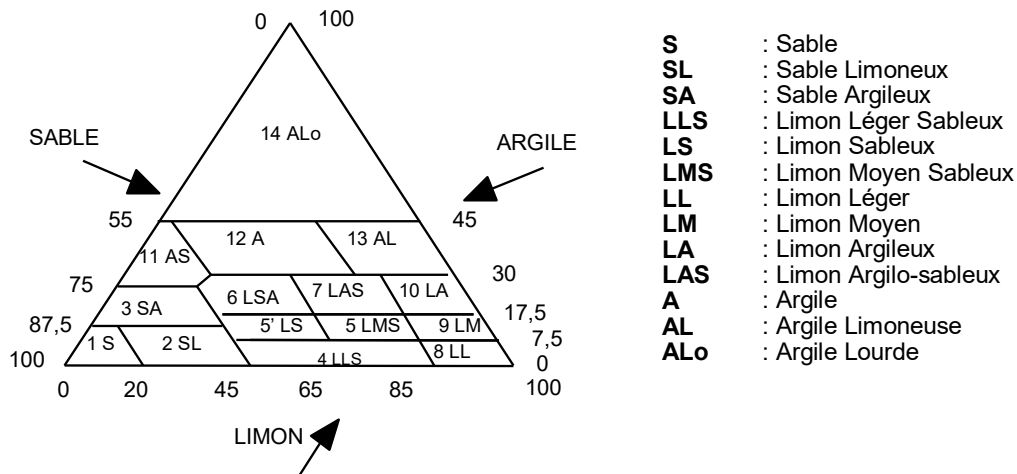 0 100
14 ALo
SABLE
ARGILE
55 45
12 A 13 AL
11 AS
30
75
6 LSA 7 LAS 10 LA
3 SA
17,5
87,5
5’ LS 5 LMS 9 LM
7,5
1 S 2 SL
8 LL
100
4 LLS
0
0 20 45 65 85 100
LIMON
S : Sable
SL : Sable Limoneux
SA : Sable Argileux
LLS : Limon Léger Sableux
LS : Limon Sableux
LMS : Limon Moyen Sableux
LL : Limon Léger
LM : Limon Moyen
LA : Limon Argileux
LAS : Limon Argilo-sableux
A : Argile
AL : Argile Limoneuse
ALo : Argile Lourde